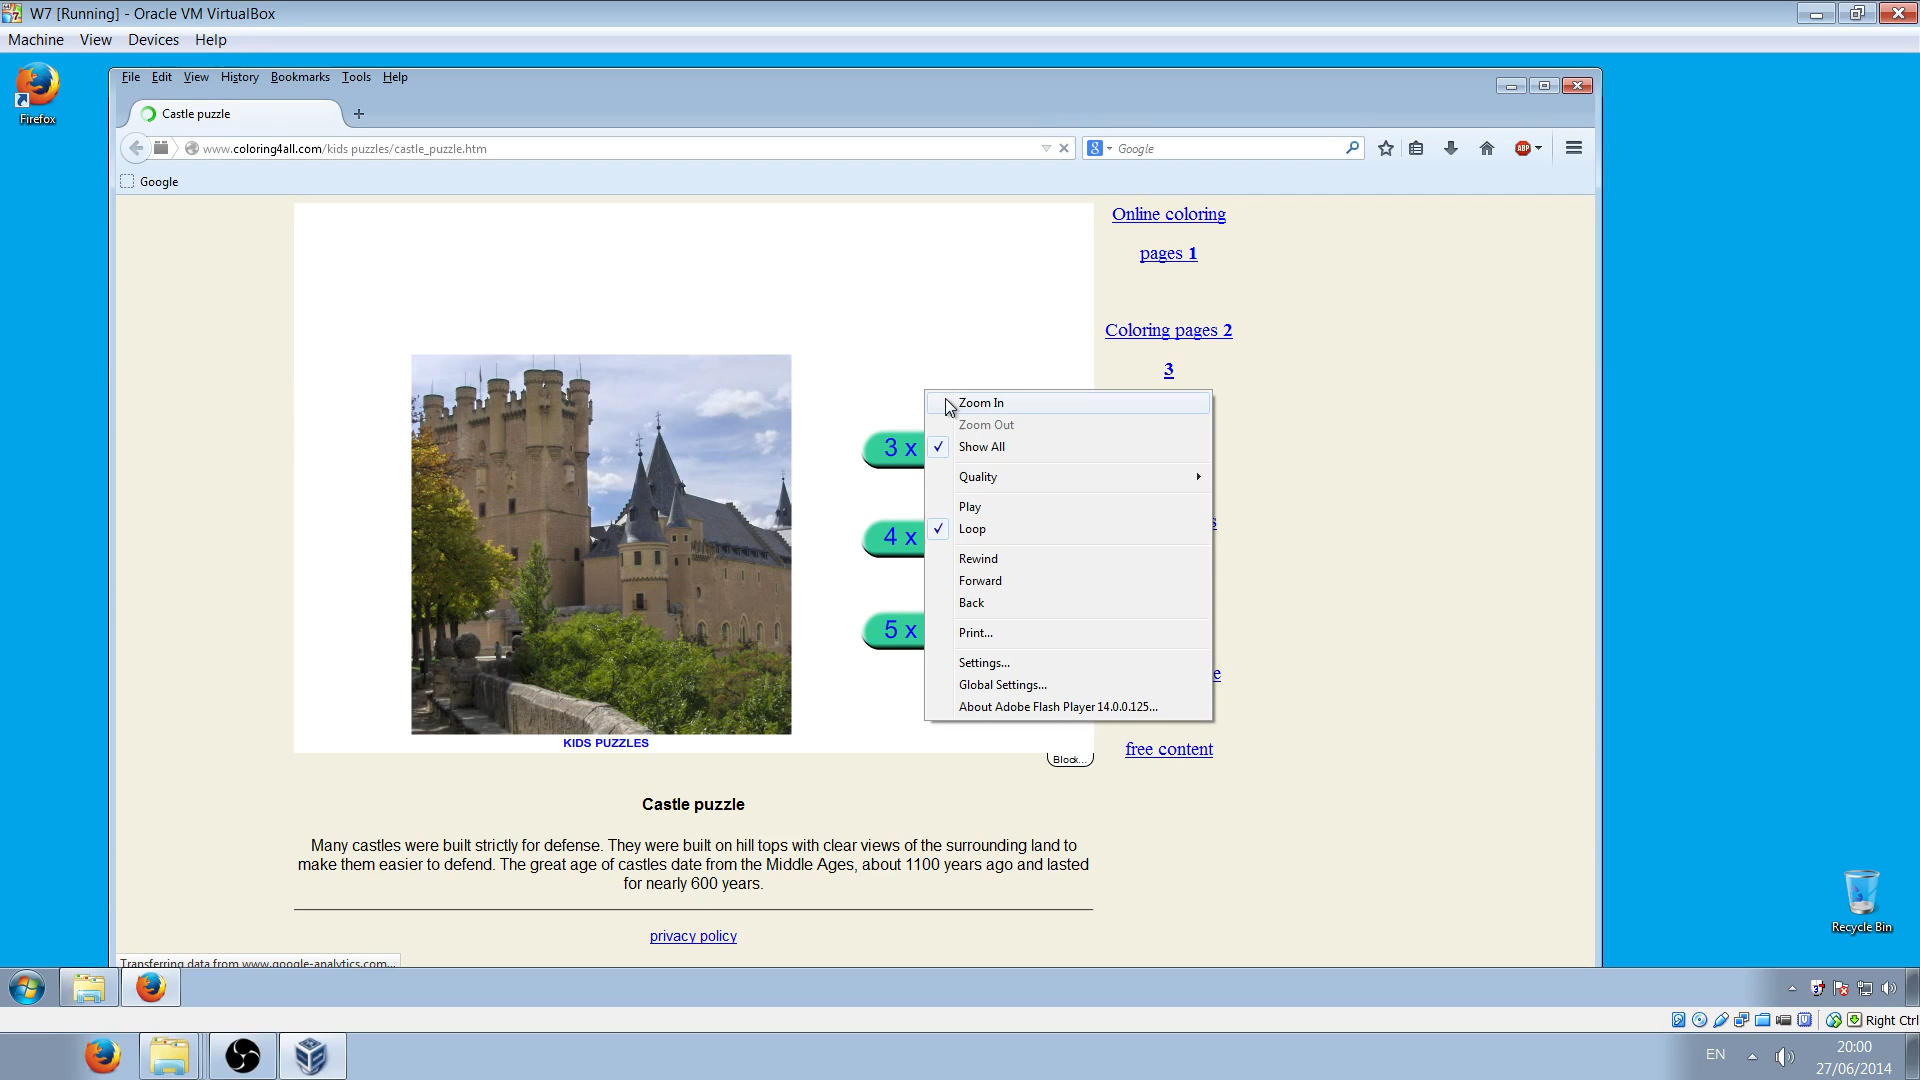 W7 [Running] - Oracle VM VirtualBox
Machine View Devices Help
Firefox
File Edit View History Bookmarks Tools Help
Castle puzzle
www.coloring4all.com/kids puzzles/castle_puzzle.htm
Google
ABP
Google
Online coloring
pages 1
Coloring pages 2
3
3 x
4 x
5 x
Zoom In
Zoom Out
Show All
Quality
Play
Loop
Rewind
Forward
Back
Print...
Settings...
Global Settings...
About Adobe Flash Player 14.0.0.125...
s
e
free content
KIDS PUZZLES
Block...
Castle puzzle
Many castles were built strictly for defense. They were built on hill tops with clear views of the surrounding land to
make them easier to defend. The great age of castles date from the Middle Ages, about 1100 years ago and lasted
for nearly 600 years.
privacy policy
Transferring data from www.google-analytics.com...
Recycle Bin
Right Ctrl
EN
20:00
27/06/2014